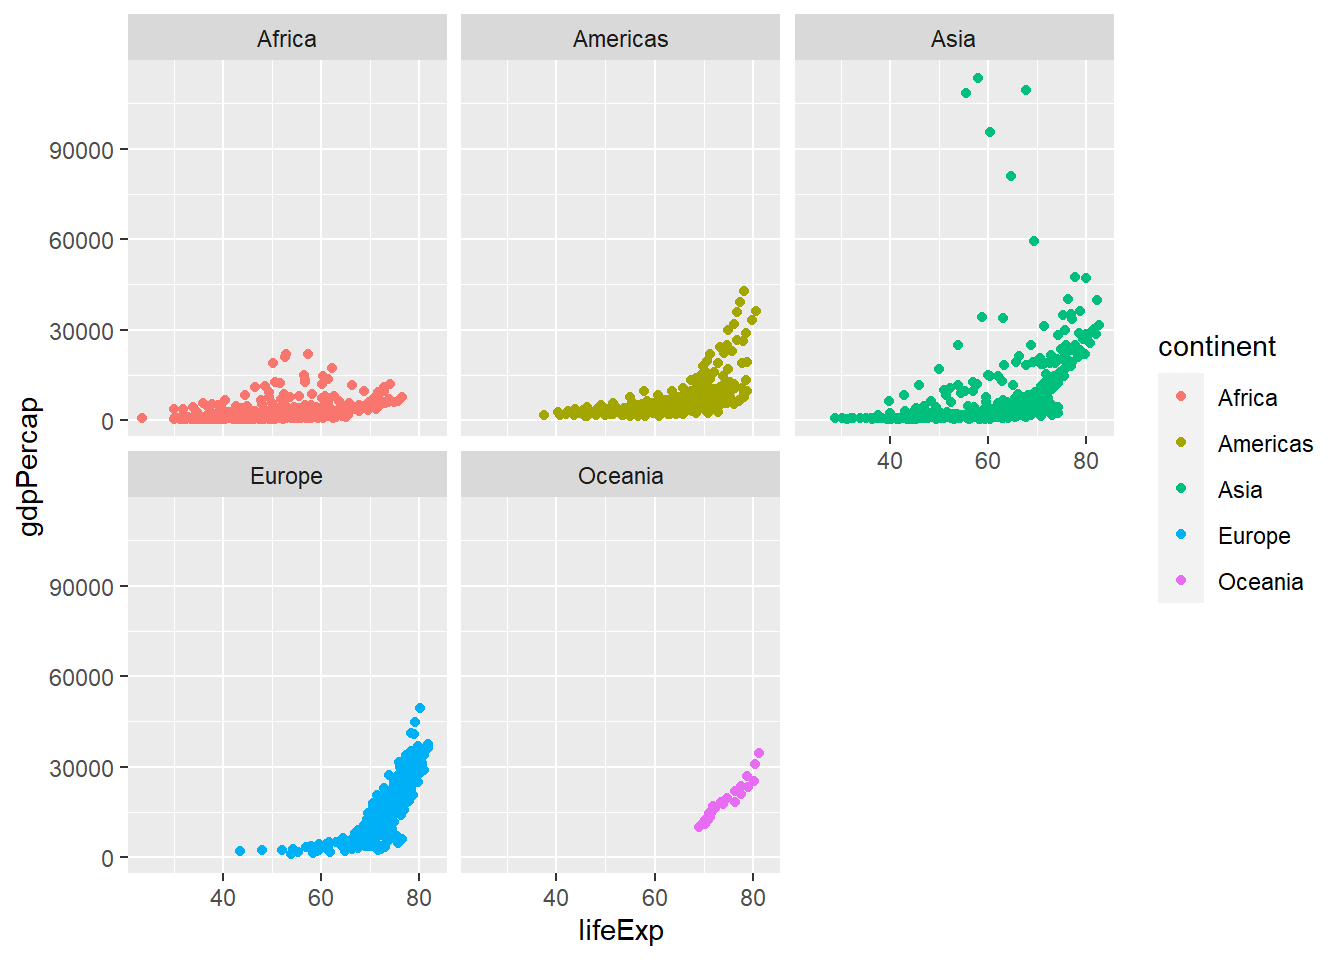 Africa
Americas
Asia
90000
60000
30000
0
40 60 80
Europe
Oceania
90000
60000
30000
0
40 60 80
40 60 80
lifeExp
gdpPercap
continent
Africa
Americas
Asia
Europe
Oceania